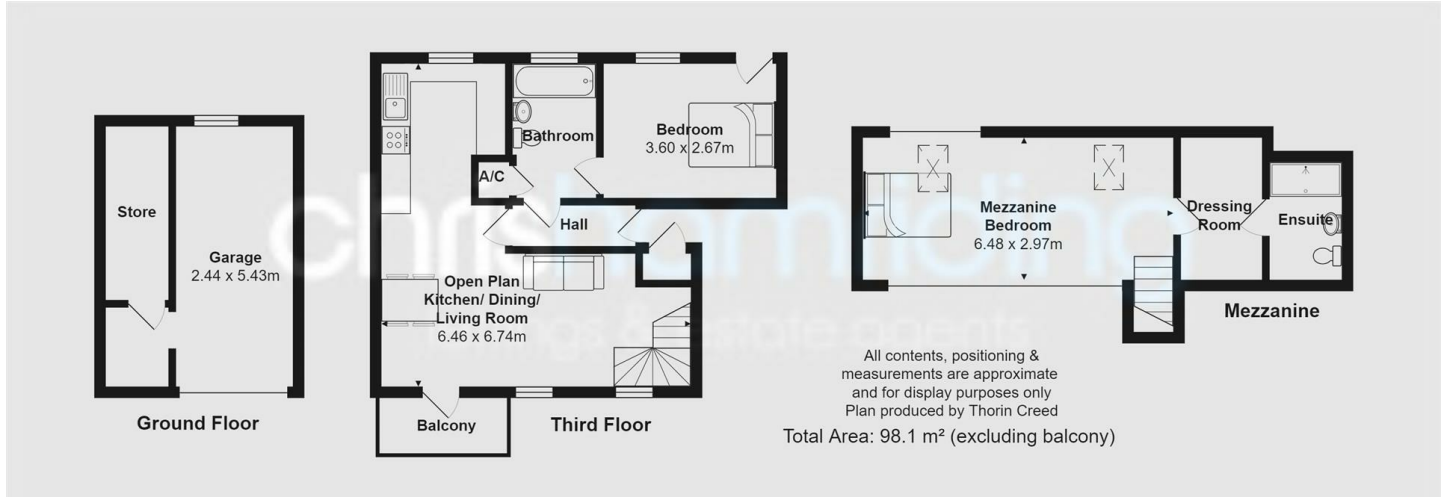 Store
Garage
2.44 x 5.43m
Ground Floor
Bathroom
Bedroom
3.60 x 2.67m
A/C
Hall
Open Plan
Kitchen/ Dining/
Living Room
6.46 x 6.74m
Balcony
Third Floor
Mezzanine
Bedroom
6.48 x 2.97m
Dressing
Room
Ensuite
Mezzanine
All contents, positioning &
measurements are approximate
and for display purposes only
Plan produced by Thorin Creed
Total Area: 98.1 m² (excluding balcony)
& estate agents